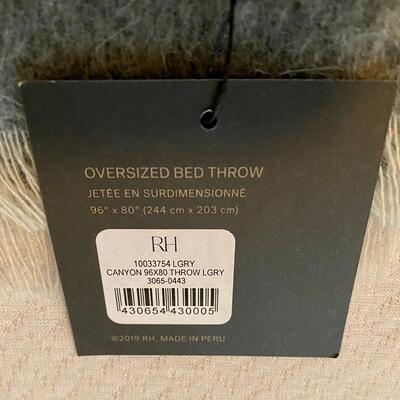 OVERSIZED BED THROW
JETÉE EN SURDIMENSIONNÉ
96" x 80" (244 cm x 203 cm)
RH
10033754 LGRY
CANYON 96X80 THROW LGRY
3065-0443
430654 430005
©2019 RH, MADE IN PERU